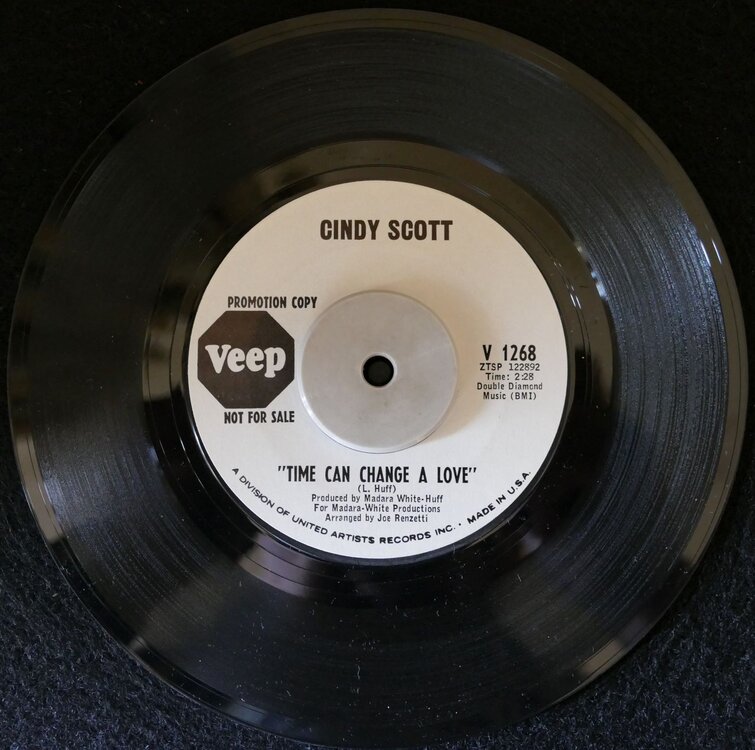 CINDY SCOTT
PROMOTION COPY
Veep
NOT FOR SALE
V 1268
ZTSP 122892
Time: 2:28
Double Diamond
Music (BMI)
"TIME CAN CHANGE A LOVE"
(L. Huff)
Produced by Madara White-Huff
For Madara-White Productions
Arranged by Joe Renzetti
A DIVISION OF UNITED ARTISTS RECORDS INC. • MADE IN U.S.A.